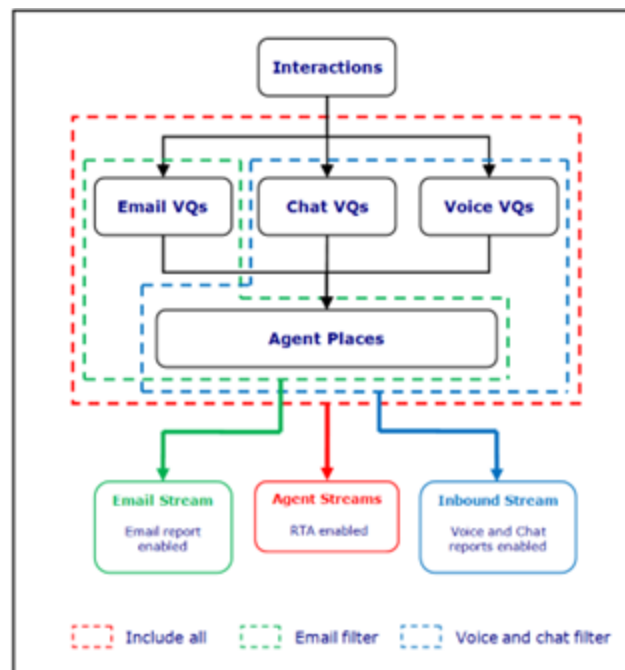 Interactions
Email VQs
Chat VQs
Voice VQs
Agent Places
Email Stream
Email report
enabled
Agent Streams
RTA enabled
Inbound Stream
Voice and Chat
reports enabled
Include all
Email filter
Voice and chat filter